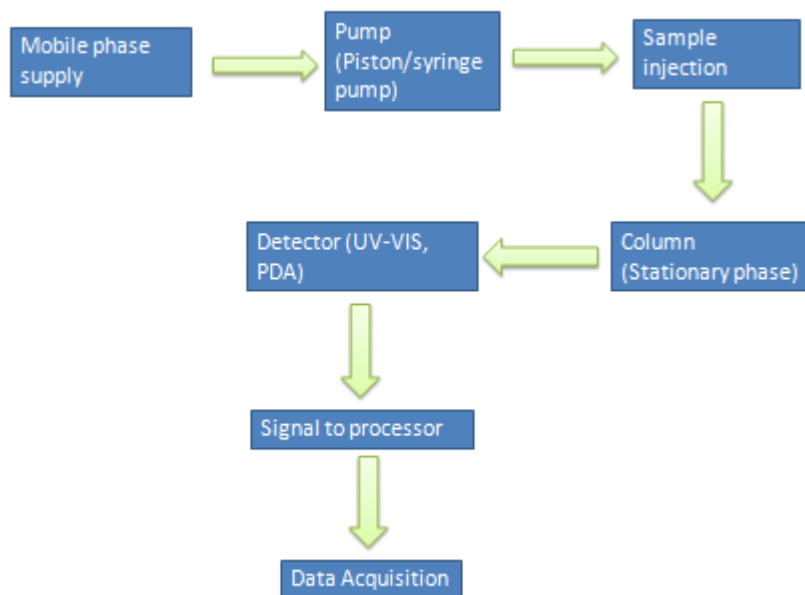 Mobile phase
supply
Pump
(Piston/syringe
pump)
Sample
injection
Column
(Stationary phase)
Detector (UV-VIS,
PDA)
Signal to processor
Data Acquisition